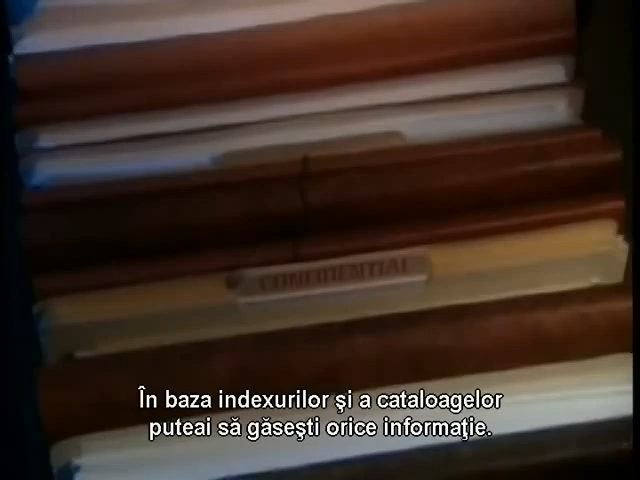 CONFIDENTIAL
În baza indexurilor şi a cataloagelor
puteai să găseşti orice informaţie.